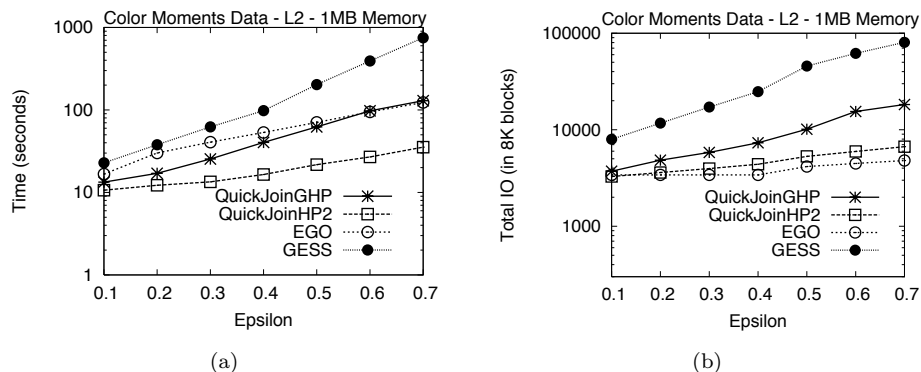 Color Moments Data - L2 - 1MB Memory
1000
100
10
1
Time (seconds)
QuickJoinGHP
QuickJoinHP2
EGO
GESS
0.1 0.2 0.3 0.4 0.5 0.6 0.7
Epsilon
(a)
Color Moments Data - L2 - 1MB Memory
100000
10000
1000
Total IO (in 8K blocks)
QuickJoinGHP
QuickJoinHP2
EGO
GESS
0.1 0.2 0.3 0.4 0.5 0.6 0.7
Epsilon
(b)